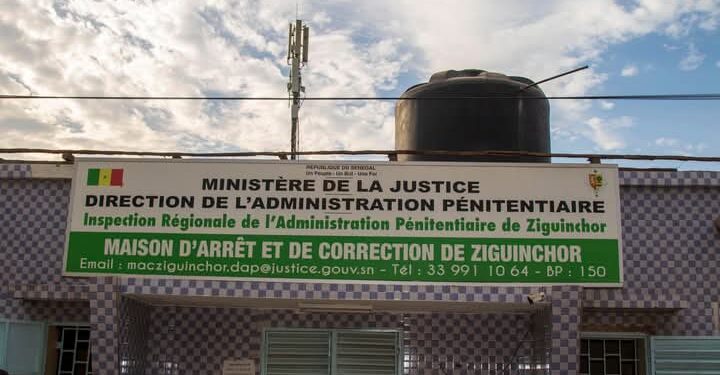 REPUBLIQUE DU SENEGAL
Un Peuple - Un But - Une Foi
MINISTÈRE DE LA JUSTICE
DIRECTION DE L'ADMINISTRATION PÉNITENTIAIRE
Inspection Régionale de l'Administration Pénitentiaire de Ziguinchor
MAISON D'ARRÊT ET DE CORRECTION DE ZIGUINCHOR
Email : macziguinchor.dap@justice.gouv.sn - Tél : 33 991 10 64 - BP : 150